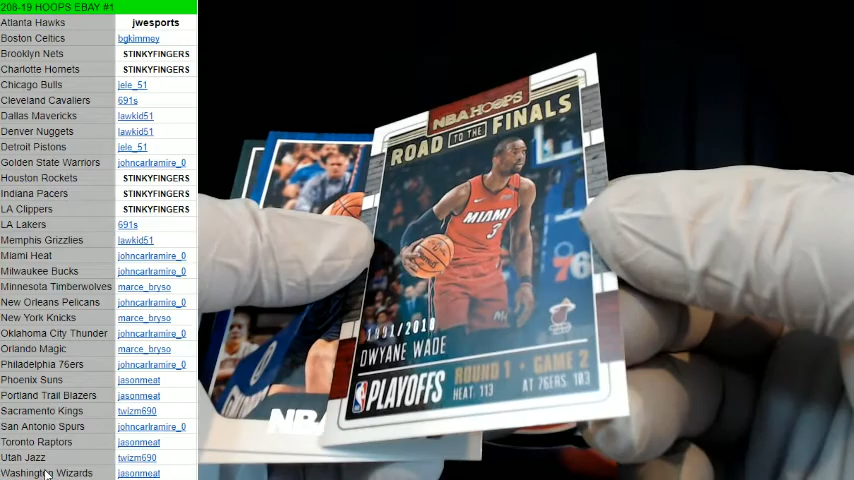 208-19 HOOPS EBAY #1
Atlanta Hawks jwesports
Boston Celtics bgkimmey
Brooklyn Nets STINKYFINGERS
Charlotte Hornets STINKYFINGERS
Chicago Bulls jele_51
Cleveland Cavaliers 691s
Dallas Mavericks lawkid51
Denver Nuggets lawkid51
Detroit Pistons jele_51
Golden State Warriors johncarlramire_0
Houston Rockets STINKYFINGERS
Indiana Pacers STINKYFINGERS
LA Clippers STINKYFINGERS
LA Lakers 691s
Memphis Grizzlies lawkid51
Miami Heat johncarlramire_0
Milwaukee Bucks johncarlramire_0
Minnesota Timberwolves marce_bryso
New Orleans Pelicans johncarlramire_0
New York Knicks marce_bryso
Oklahoma City Thunder johncarlramire_0
Orlando Magic marce_bryso
Philadelphia 76ers johncarlramire_0
Phoenix Suns jasonmeat
Portland Trail Blazers jasonmeat
Sacramento Kings twizm690
San Antonio Spurs johncarlramire_0
Toronto Raptors jasonmeat
Utah Jazz twizm690
Washington Wizards jasonmeat
NBA HOOPS
ROAD TO THE FINALS
MIAMI
3
76
1991/2018
DWYANE WADE
PLAYOFFS
ROUND 1 • GAME 2
HEAT: 113 AT 76ERS: 103
NBA